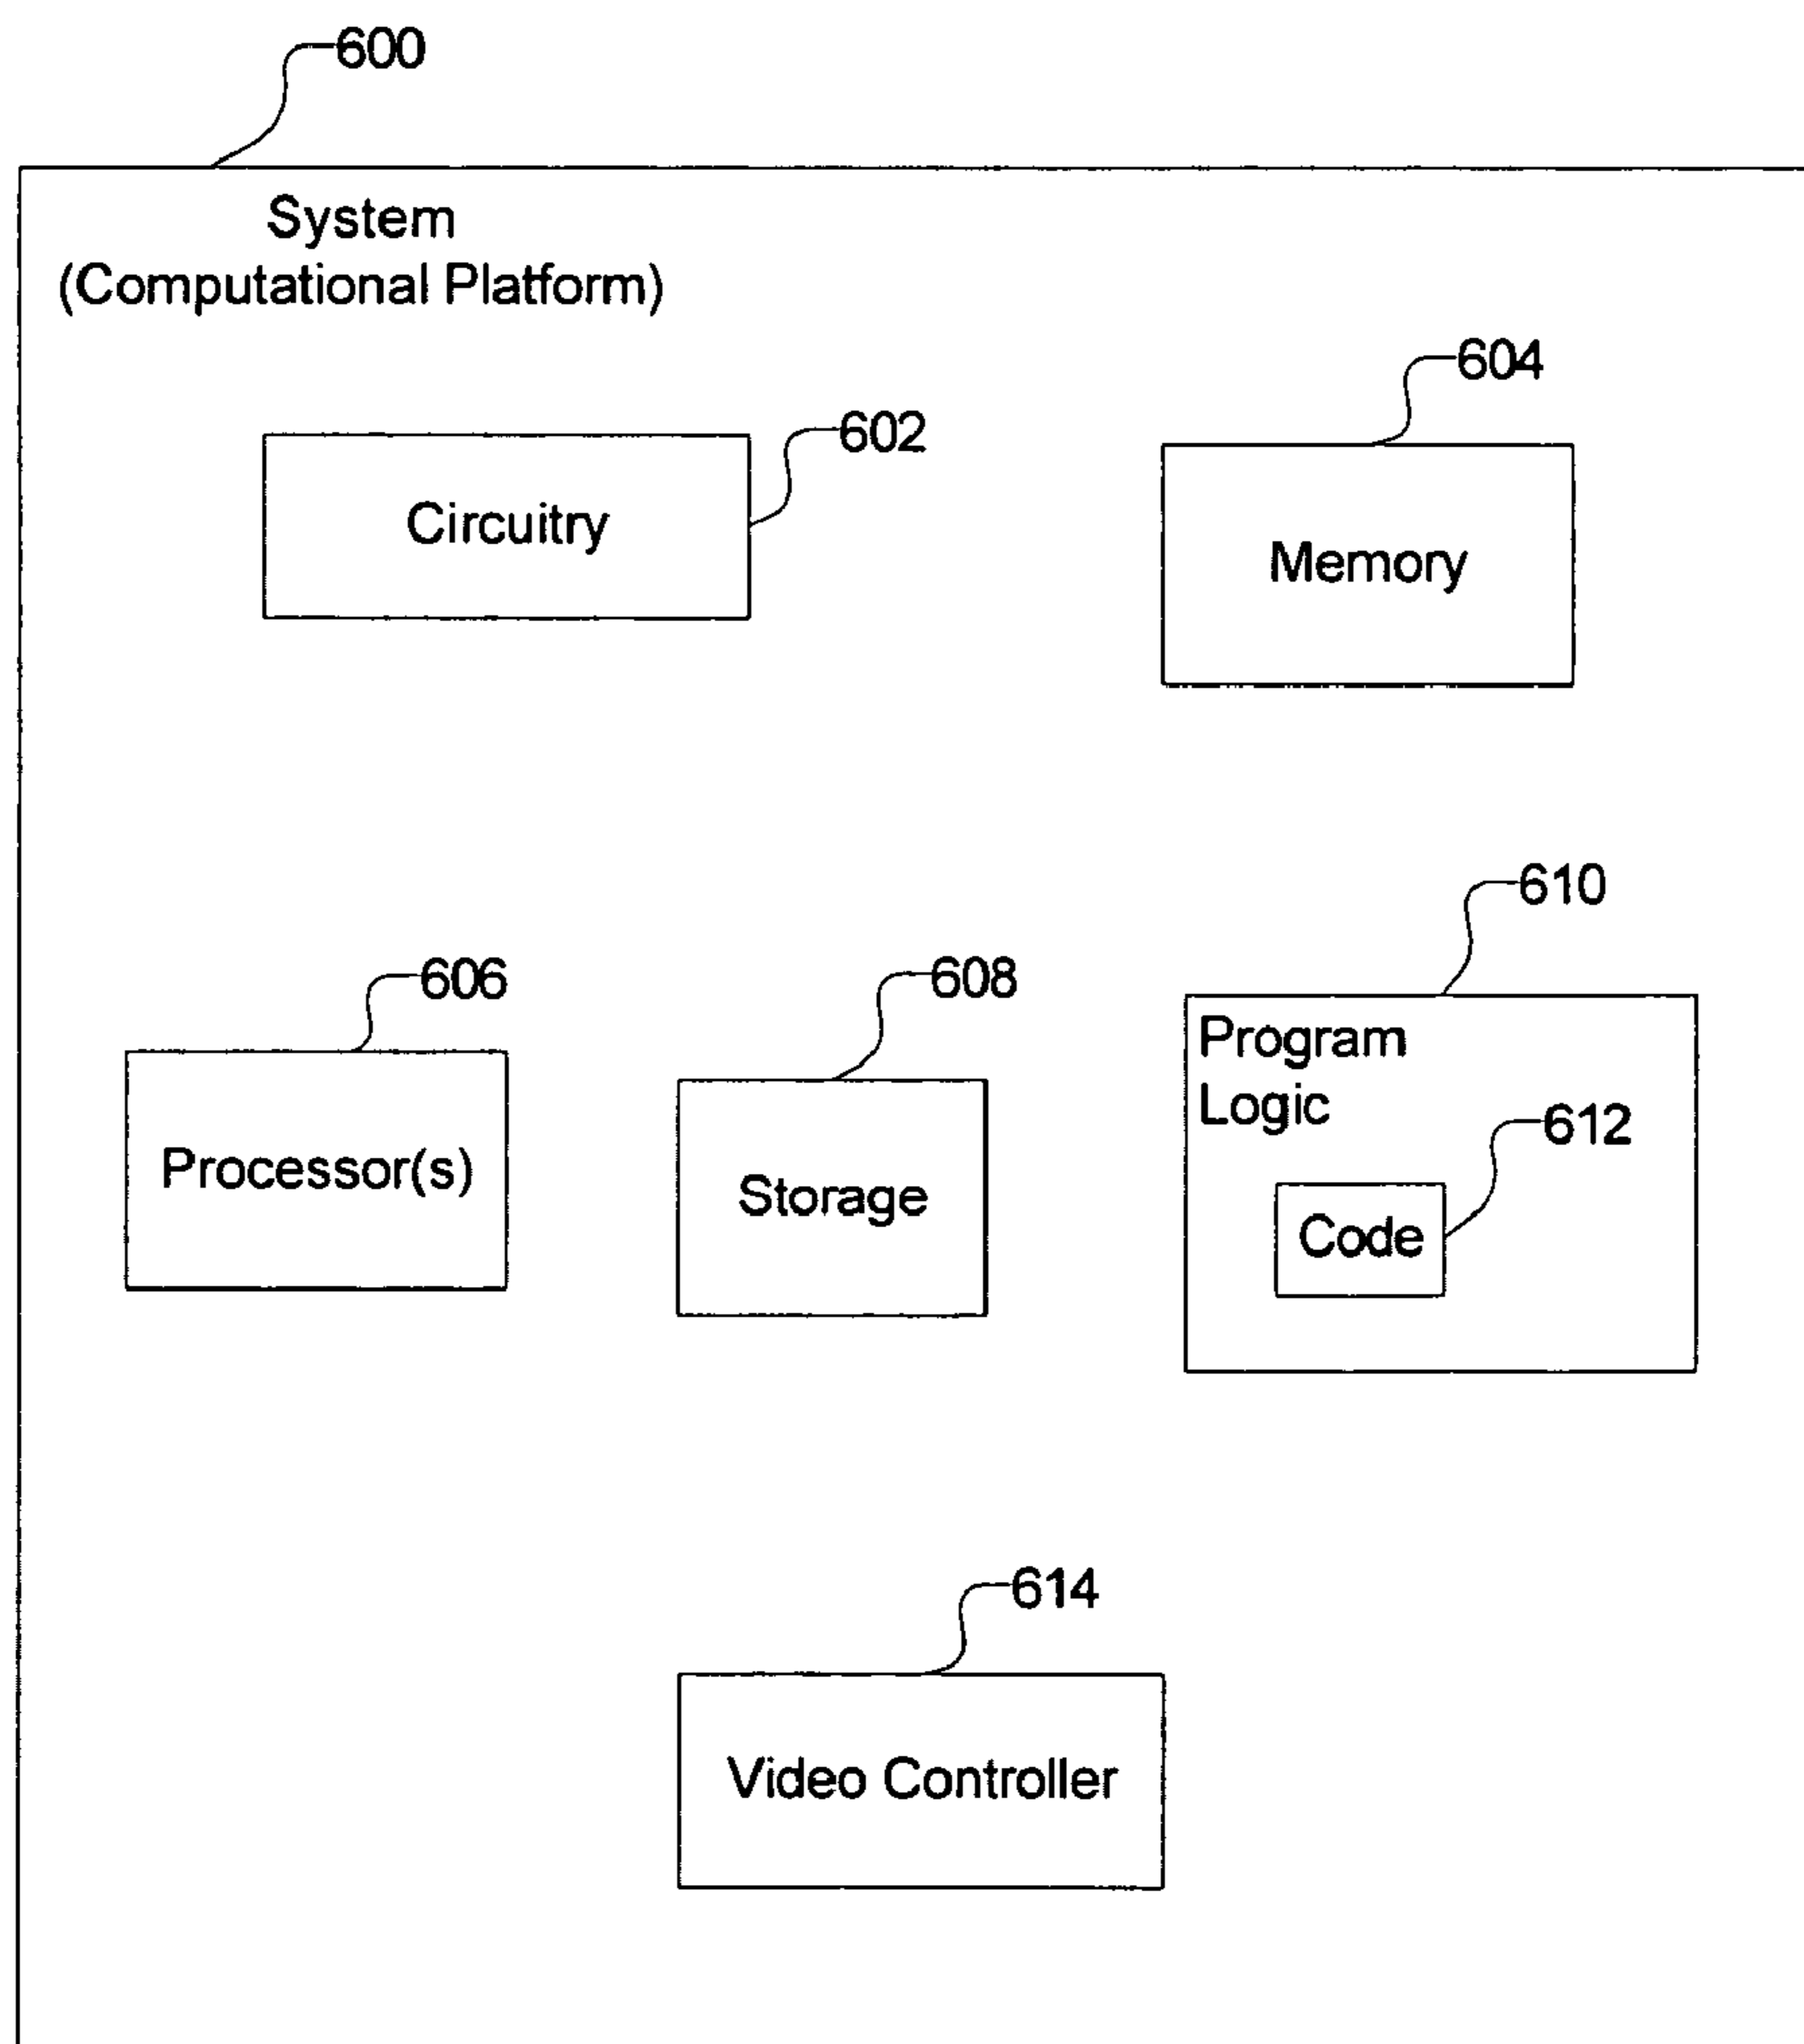 600
System
(Computational Platform)
604
602
Circuitry
Memory
610
606
608
Program
Logic
612
Processor(s)
Storage
Code
614
Video Controller